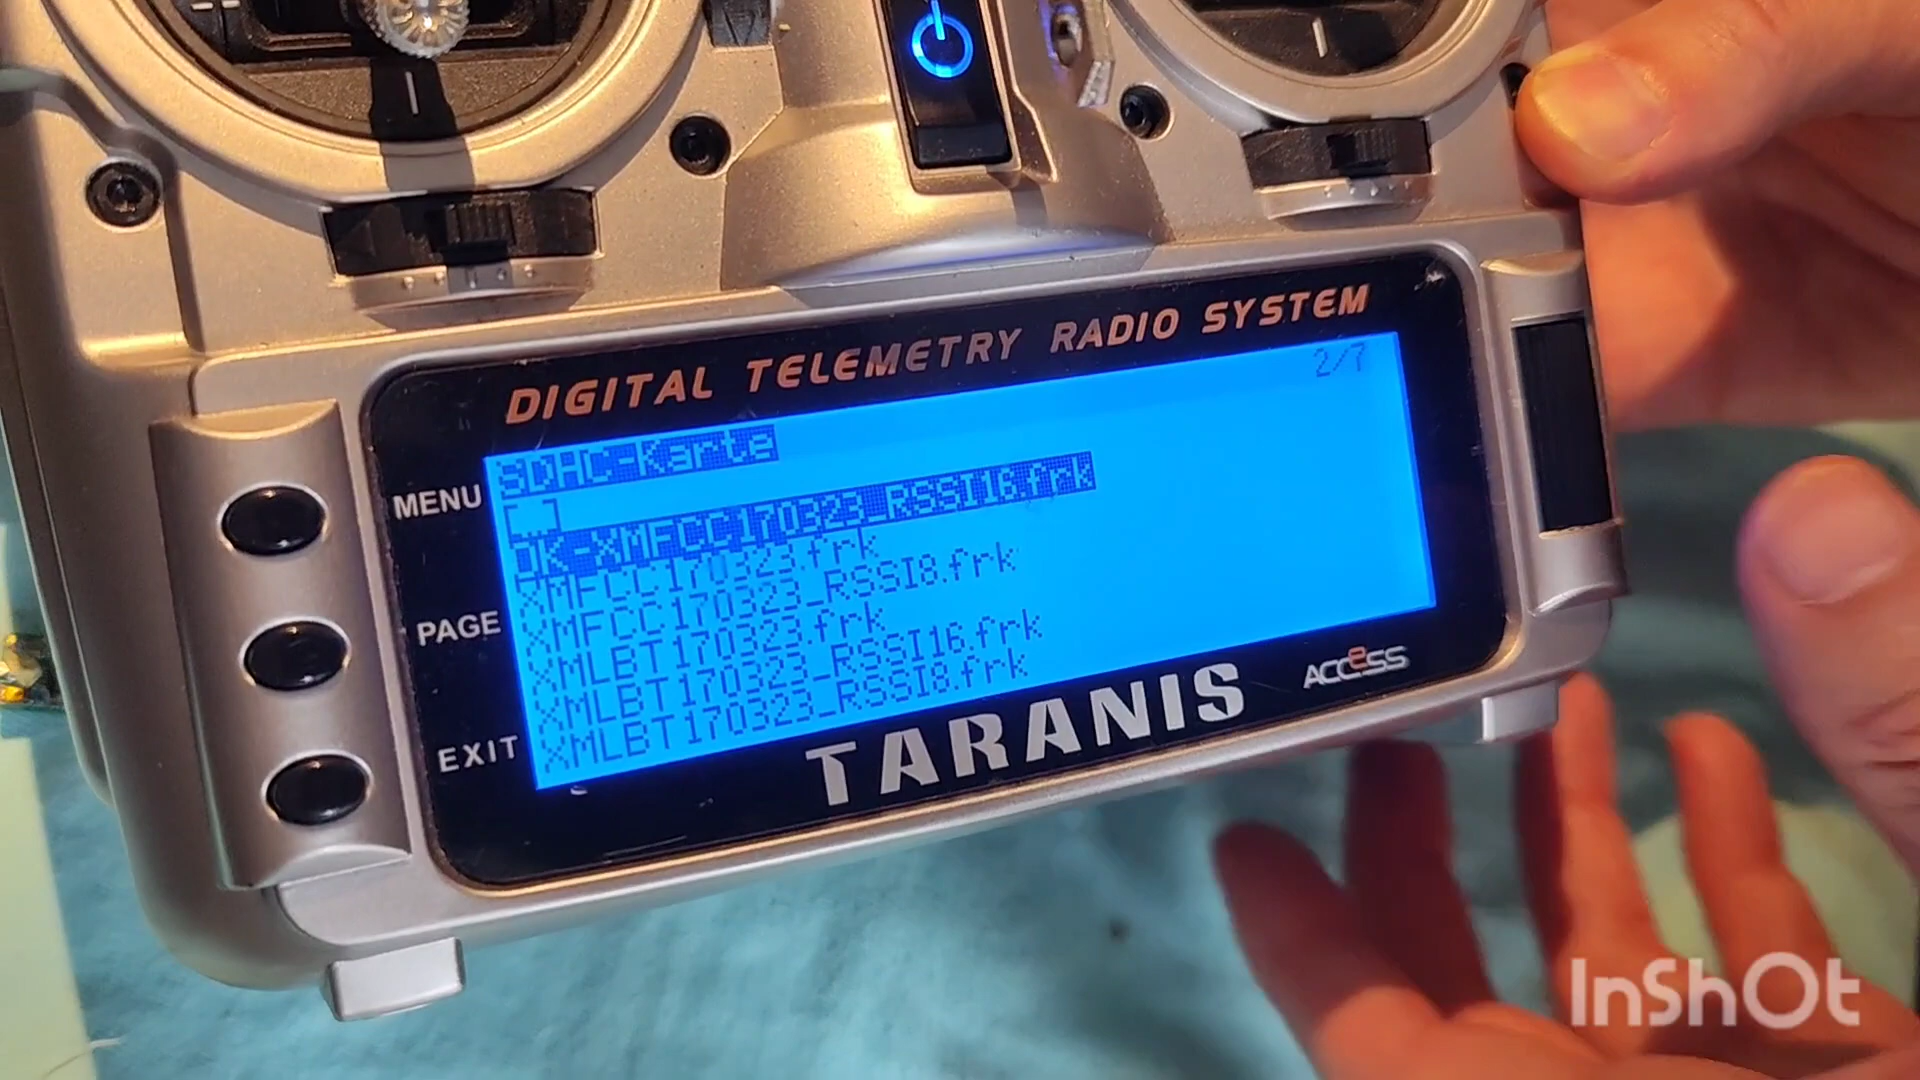 DIGITAL TELEMETRY RADIO SYSTEM
2/7
SDHC-Karte
[..]
OK-XMFCC170323_RSSI16.frk
XMFCC170323.frk
XMFCC170323_RSSI8.frk
XMLBT170323.frk
XMLBT170323_RSSI16.frk
XMLBT170323_RSSI8.frk
MENU
PAGE
EXIT
TARANIS
ACCeSS
InShOt